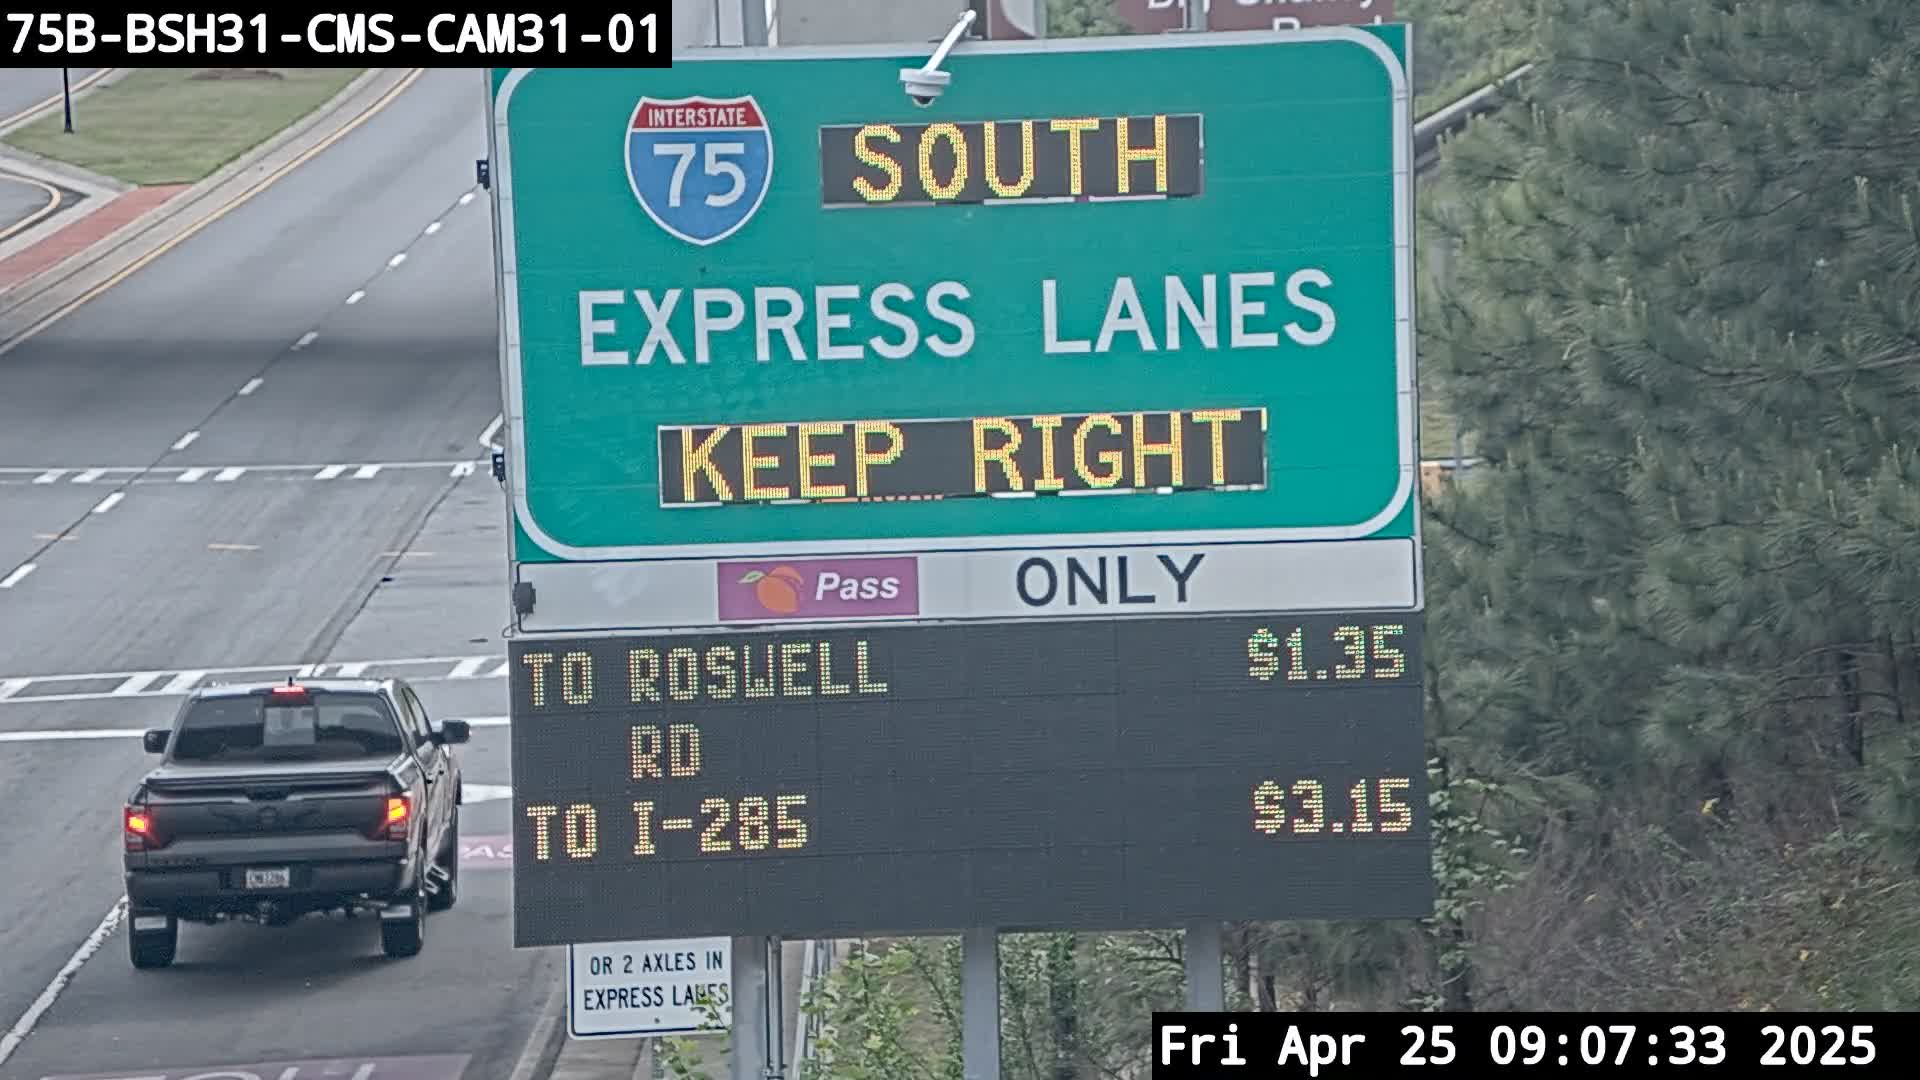 75B-BSH31-CMS-CAM31-01
INTERSTATE
75
SOUTH
EXPRESS LANES
KEEP RIGHT
Pass ONLY
TO ROSWELL $1.35
RD
TO I-285 $3.15
OR 2 AXLES IN
EXPRESS LANES
Fri Apr 25 09:07:33 2025